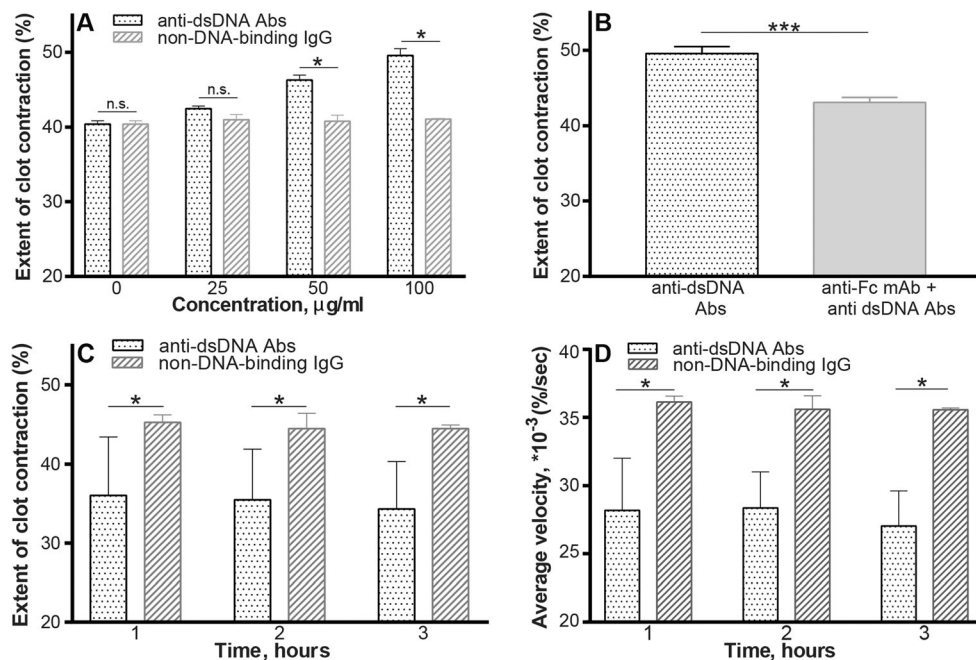 A
anti-dsDNA Abs
non-DNA-binding IgG
Extent of clot contraction (%)
50
40
30
20
n.s.
n.s.
*
*
0 25 50 100
Concentration, μg/ml
B
Extent of clot contraction (%)
50
40
30
20
***
anti-dsDNA
Abs
anti-Fc mAb +
anti dsDNA Abs
C
anti-dsDNA Abs
non-DNA-binding IgG
Extent of clot contraction (%)
50
40
30
20
* * *
1 2 3
Time, hours
D
anti-dsDNA Abs
non-DNA-binding IgG
Average velocity, *10-3 (%/sec)
40
35
30
25
20
* * *
1 2 3
Time, hours